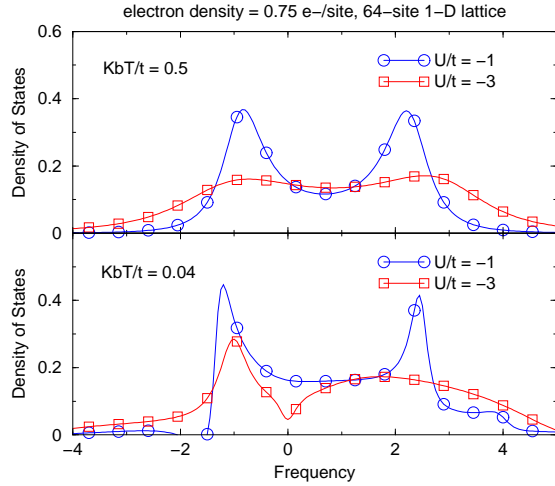 electron density = 0.75 e-/site, 64-site 1-D lattice
0.6
KbT/t = 0.5
U/t = −1
U/t = −3
0.4
Density of States
0.2
0
KbT/t = 0.04
U/t = −1
U/t = −3
0.4
Density of States
0.2
0
−4 −2 0 2 4
Frequency